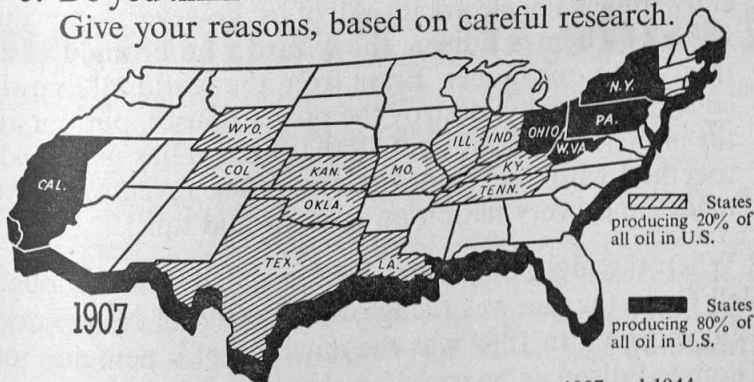 Give your reasons, based on careful research.
N.Y.
WYO.
ILL.
IND
OHIO
PA.
W.VA.
COL
KAN.
MO.
KY.
CAL.
TENN.
OKLA.
States
producing 20% of
all oil in U.S.
TEX.
LA.
1907
States
producing 80% of
all oil in U.S.